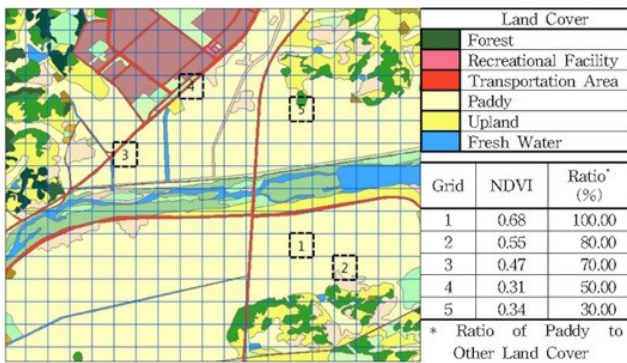 Land Cover
Forest
Recreational Facility
Transportation Area
Paddy
Upland
Fresh Water
4
5
3
1
2
Grid NDVI Ratio* (%)
1 0.68 100.00
2 0.55 80.00
3 0.47 70.00
4 0.31 50.00
5 0.34 30.00
* Ratio of Paddy to
Other Land Cover